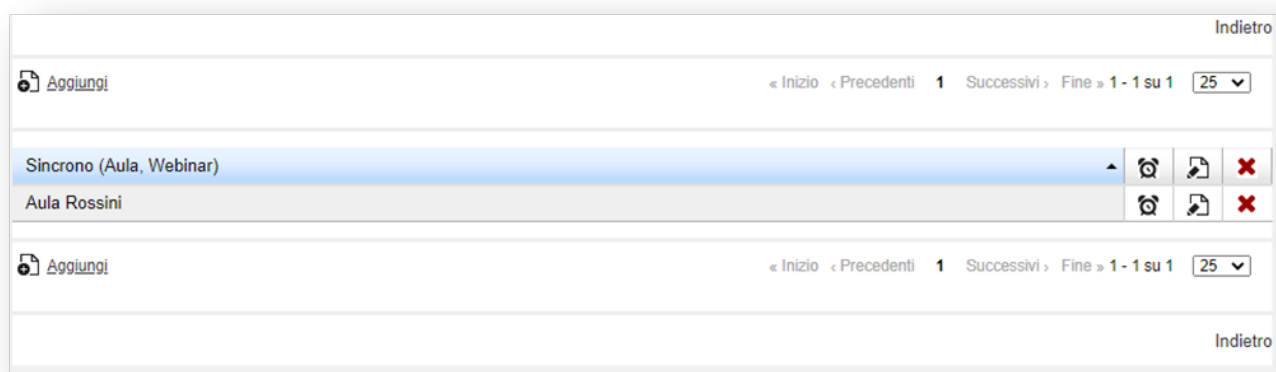 Indietro
Aggiungi « Inizio ‹ Precedenti 1 Successivi › Fine » 1 - 1 su 1 25
Sincrono (Aula, Webinar)
Aula Rossini
Aggiungi « Inizio ‹ Precedenti 1 Successivi › Fine » 1 - 1 su 1 25
Indietro